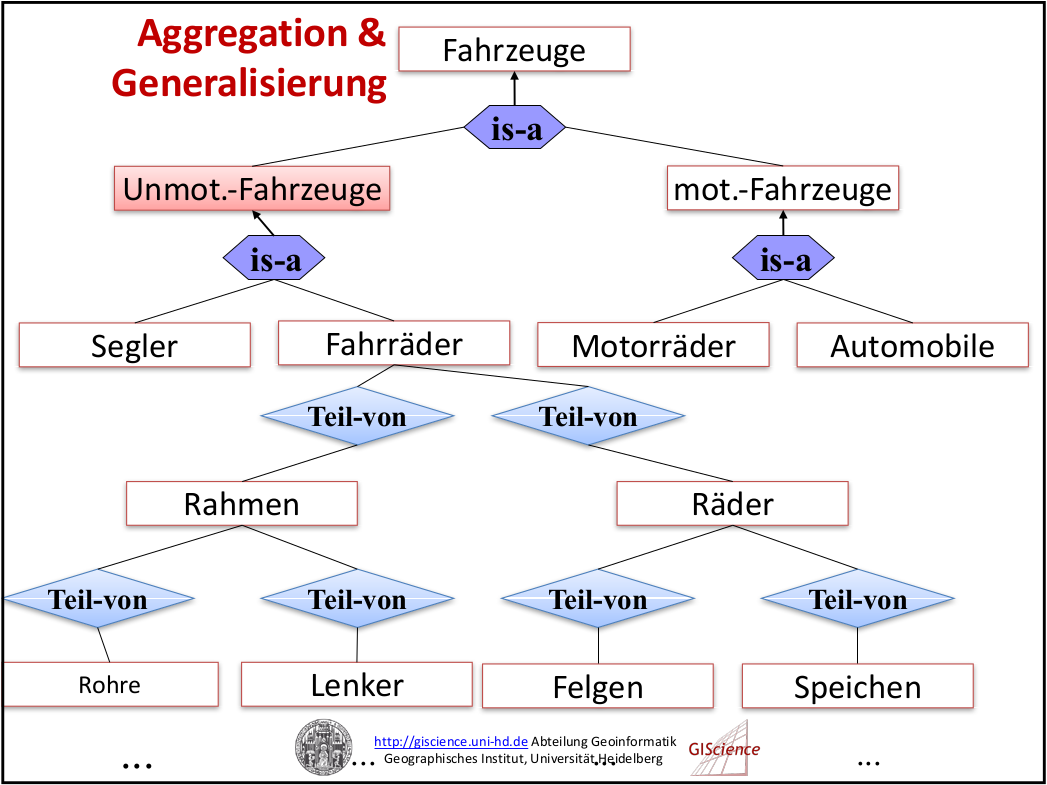 Aggregation &
Generalisierung
Fahrzeuge
is-a
Unmot.-Fahrzeuge
mot.-Fahrzeuge
is-a
is-a
Segler
Fahrräder
Motorräder
Automobile
Teil-von
Teil-von
Rahmen
Räder
Teil-von
Teil-von
Teil-von
Teil-von
Rohre
Lenker
Felgen
Speichen
http://giscience.uni-hd.de Abteilung Geoinformatik
Geographisches Institut, Universität Heidelberg
GIScience
...
...
...
...